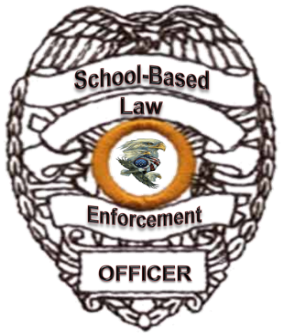 School-Based
Law
Enforcement
OFFICER